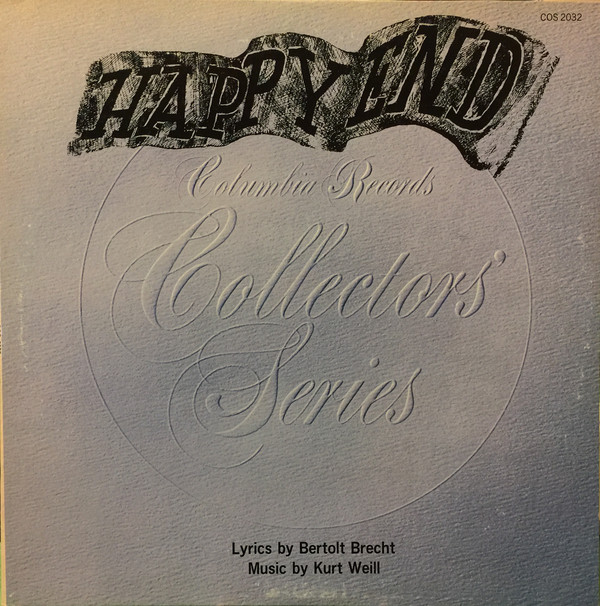 COS 2032
HAPPY END
Columbia Records
Collectors'
Series
Lyrics by Bertolt Brecht
Music by Kurt Weill